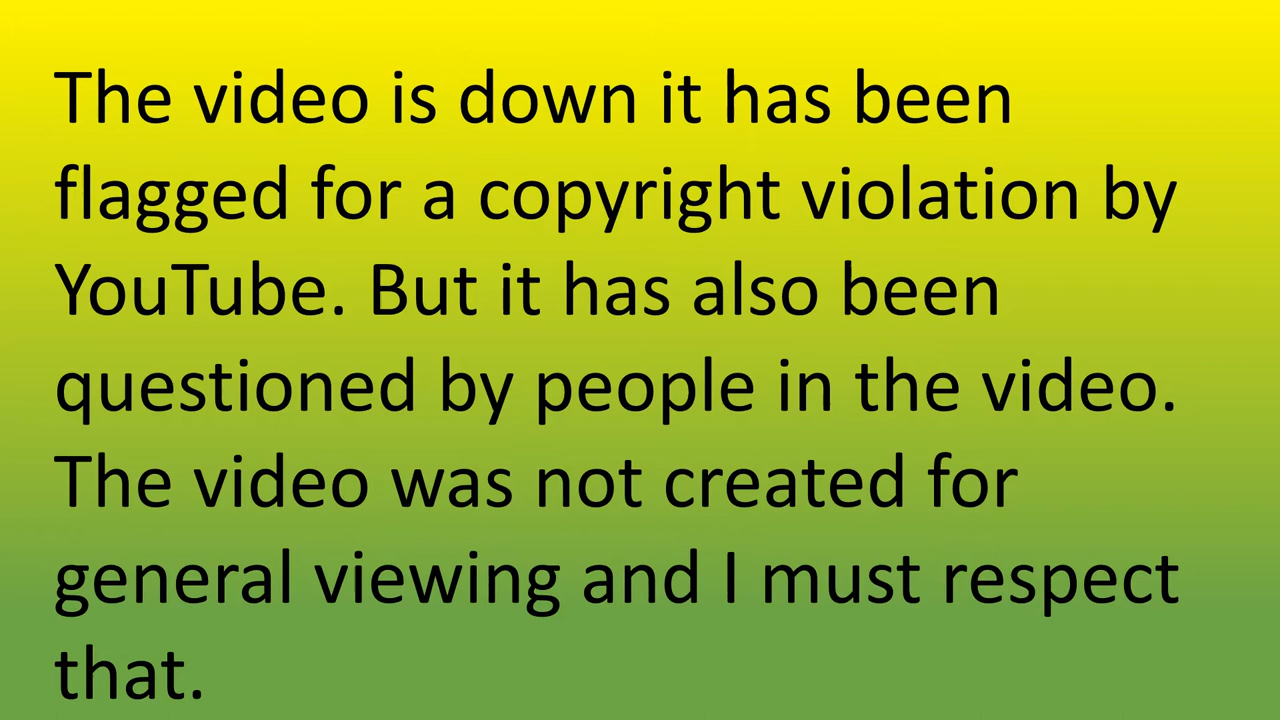 The video is down it has been
flagged for a copyright violation by
YouTube. But it has also been
questioned by people in the video.
The video was not created for
general viewing and I must respect
that.